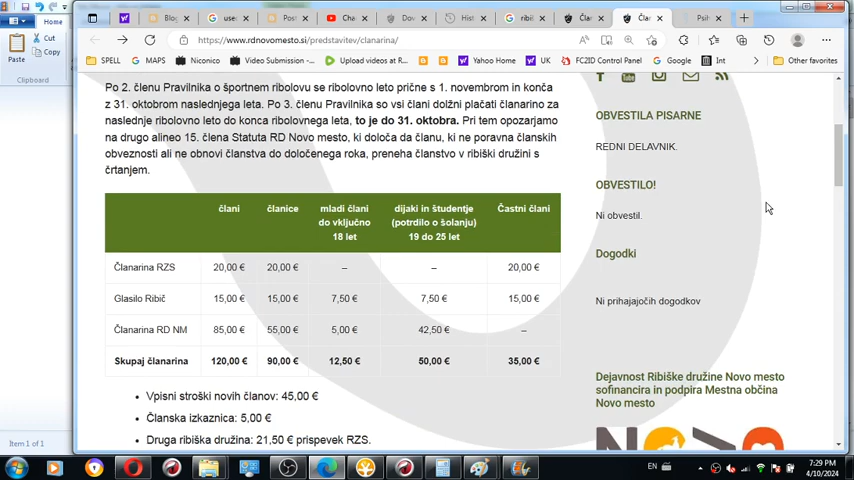 Home
Paste
Cut
Copy
Clipboard
Item 1 of 1
Blog
used
Post
Cha
Dov
Hist
ribi
Član
Član
Psih
https://www.rdnovomesto.si/predstavitev/clanarina/
SPELL
MG
G Maps
Niconico
Video Submission -...
Upload videos at R...
Yahoo Home
UK
FC2ID Control Panel
Google
Int
Other favorites
Po 2. členu Pravilnika o športnem ribolovu se ribolovno leto prične s 1. novembrom in konča
z 31. oktobrom naslednjega leta. Po 3. členu Pravilnika so vsi člani dolžni plačati članarino za
naslednje ribolovno leto do konca ribolovnega leta, to je do 31. oktobra. Pri tem opozarjamo
na drugo alineo 15. člena Statuta RD Novo mesto, ki določa da članu, ki ne poravna članskih
obveznosti ali ne obnovi članstva do določenega roka, preneha članstvo v ribiški družini s
črtanjem.
člani članice mladi člani do vključno 18 let dijaki in študentje (potrdilo o šolanju) 19 do 25 let Častni člani
Članarina RZS 20,00 € 20,00 € – – 20,00 €
Glasilo Ribič 15,00 € 15,00 € 7,50 € 7,50 € 15,00 €
Članarina RD NM 85,00 € 55,00 € 5,00 € 42,50 € –
Skupaj članarina 120,00 € 90,00 € 12,50 € 50,00 € 35,00 €
• Vpisni stroški novih članov: 45,00 €
• Članska izkaznica: 5,00 €
• Druga ribiška družina: 21,50 € prispevek RZS.
OBVESTILA PISARNE
REDNI DELAVNIK.
OBVESTILO!
Ni obvestil.
Dogodki
Ni prihajajočih dogodkov
Dejavnost Ribiške družine Novo mesto
sofinancira in podpira Mestna občina
Novo mesto
EN
7:29 PM
4/10/2024